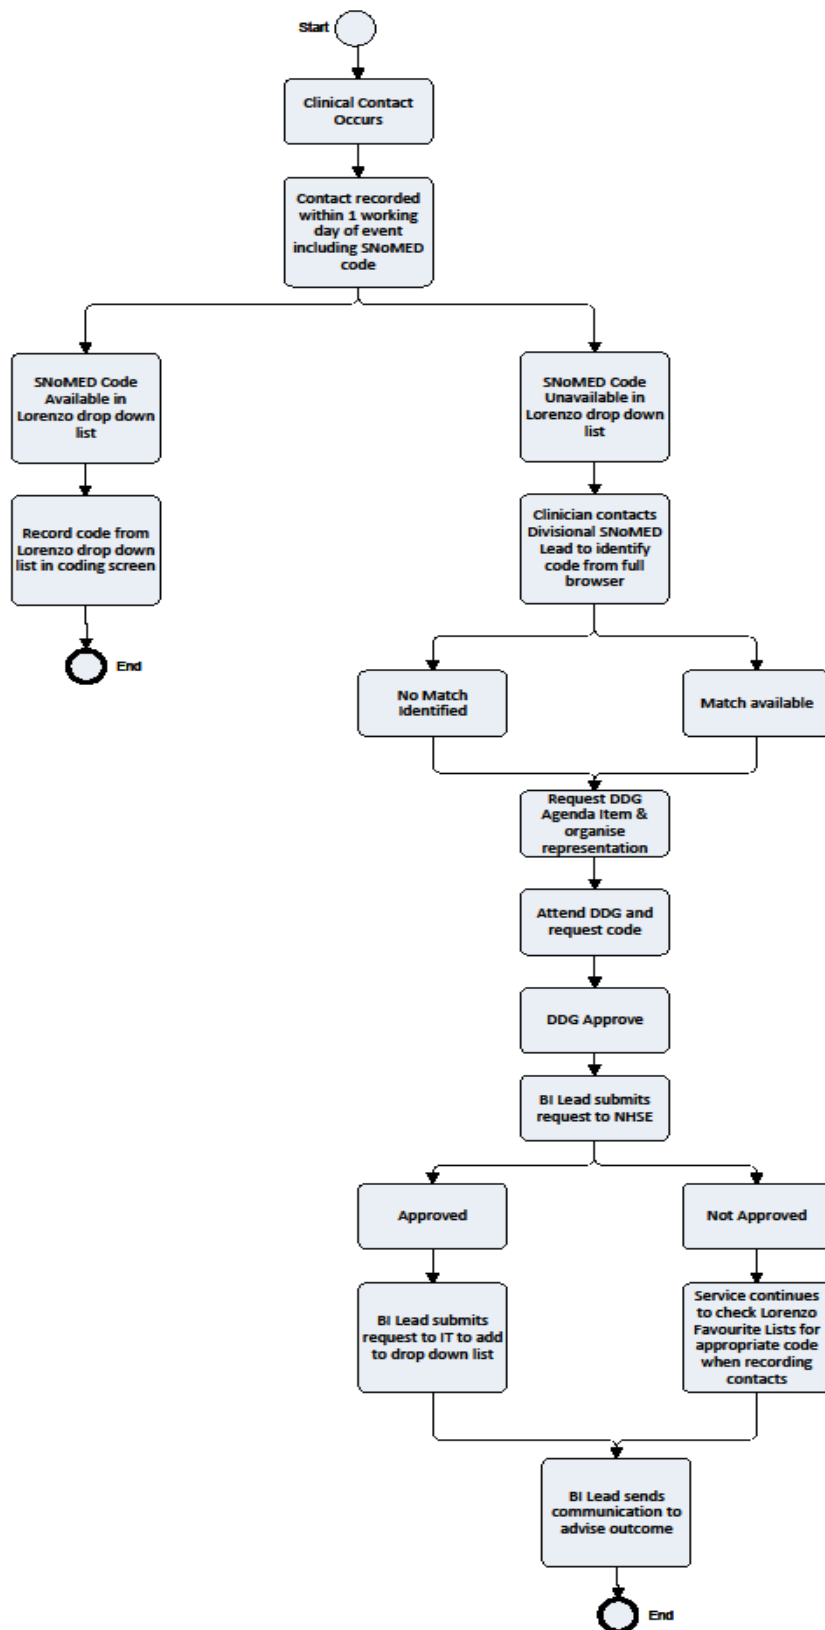 Start
Clinical Contact
Occurs
Contact recorded
within 1 working
day of event
including SNoMED
code
SNoMED Code
Available in
Lorenzo drop down
list
SNoMED Code
Unavailable in
Lorenzo drop down
list
Record code from
Lorenzo drop down
list in coding screen
Clinician contacts
Divisional SNoMED
Lead to identify
code from full
browser
End
No Match
Identified
Match available
Request DDG
Agenda Item &
organise
representation
Attend DDG and
request code
DDG Approve
BI Lead submits
request to NHSE
Approved
Not Approved
BI Lead submits
request to IT to add
to drop down list
Service continues
to check Lorenzo
Favourite Lists for
appropriate code
when recording
contacts
BI Lead sends
communication to
advise outcome
End